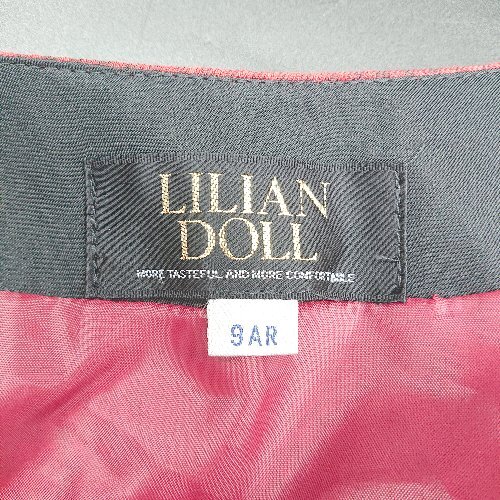 LILIAN
DOLL
MORE TASTEFUL AND MORE COMFORTABLE
9AR